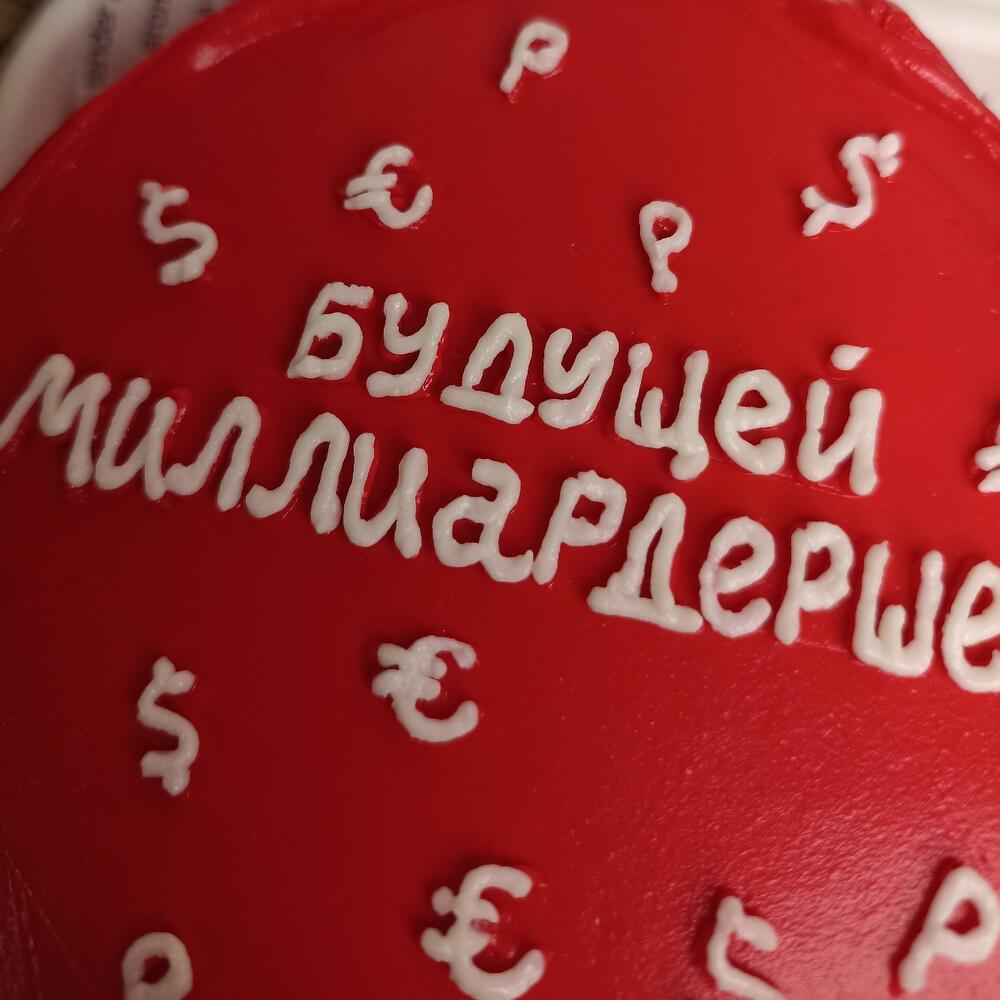 Р
$ € Р $
Будущей
миллиардерше
$ €
Р € Р